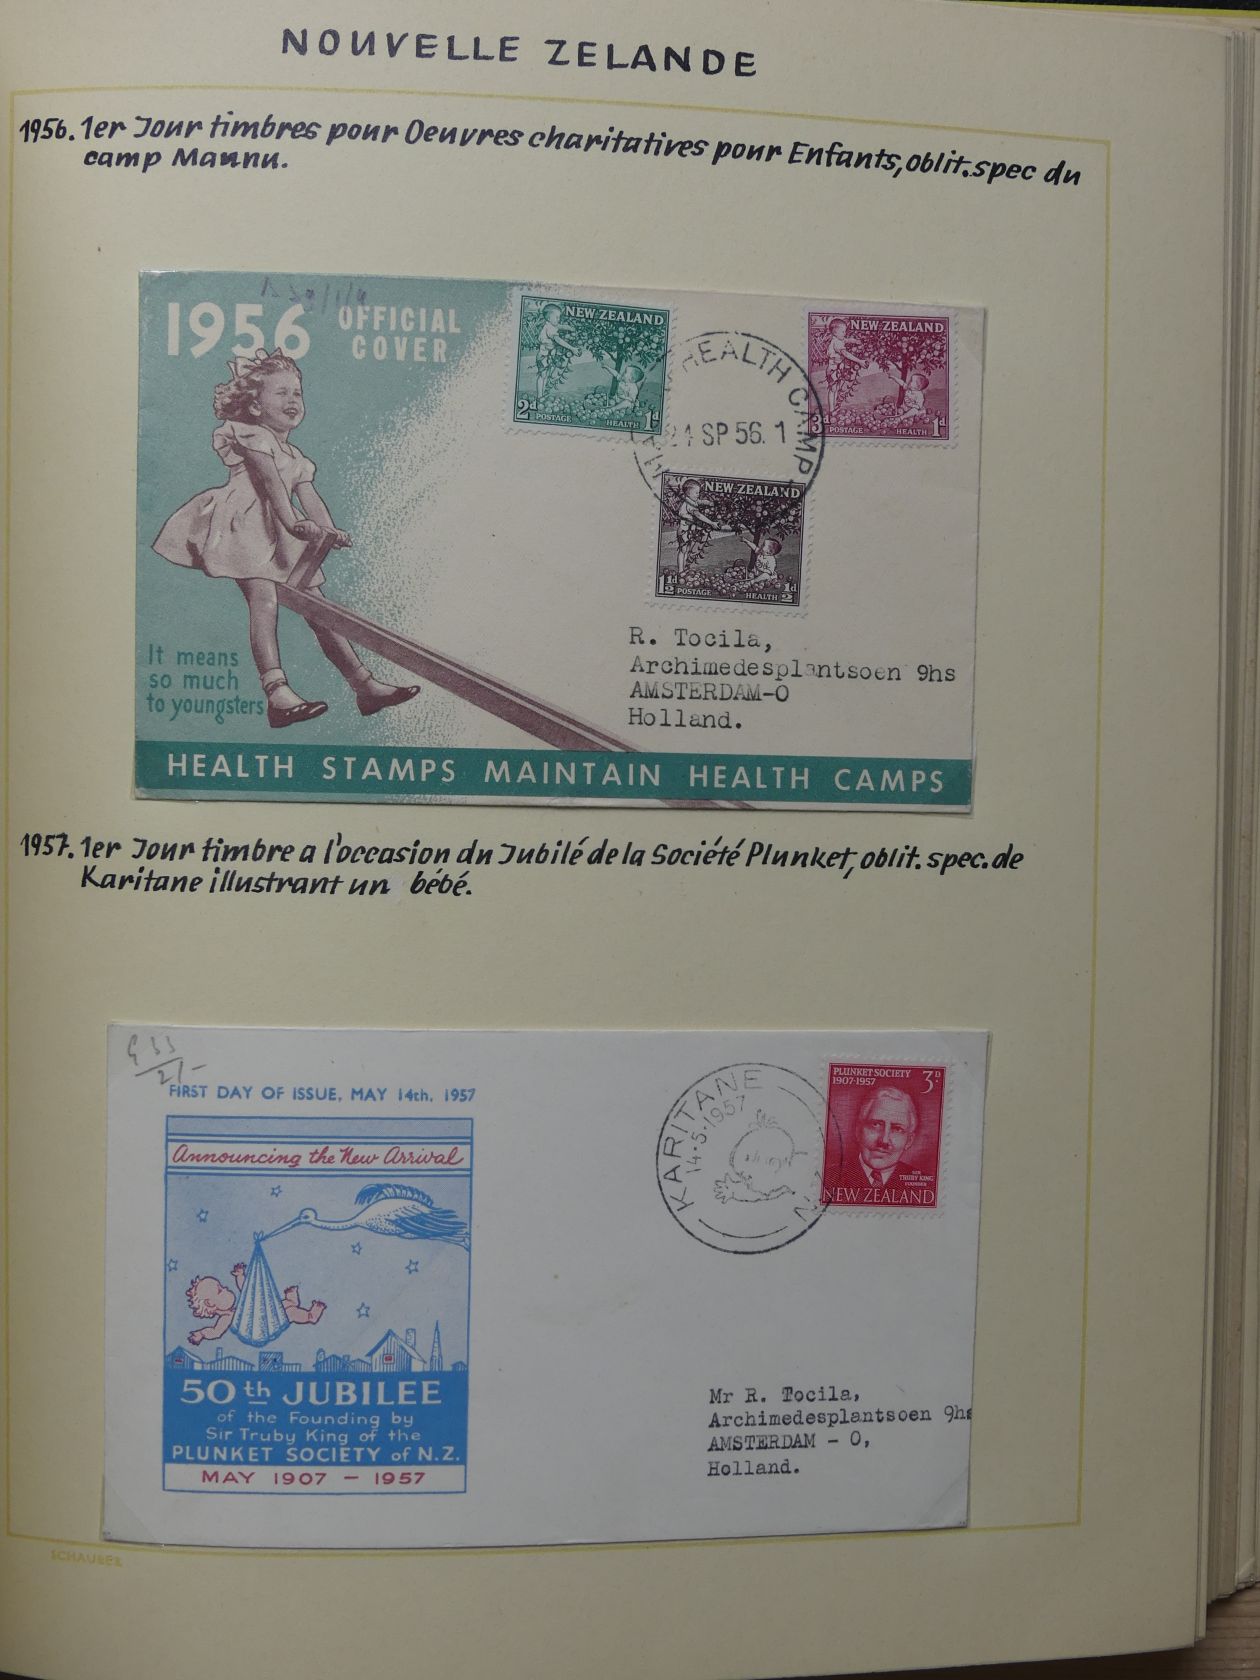 NOUVELLE ZELANDE
1956. 1er Jour timbres pour Oeuvres charitatives pour Enfants, oblit. spec du
camp Maunu.
1956 OFFICIAL
COVER
NEW ZEALAND
2d 1d
POSTAGE HEALTH
NEW ZEALAND
3d 1d
POSTAGE HEALTH
HEALTH CAMP
24 SP 56. 1
NEW ZEALAND
1½d ½d
POSTAGE HEALTH
It means
so much
to youngsters
R. Tocila,
Archimedesplantsoen 9hs
AMSTERDAM-O
Holland.
HEALTH STAMPS MAINTAIN HEALTH CAMPS
1957. 1er Jour timbre a l'occasion du Jubilé de la Société Plunket, oblit. spec. de
Karitane illustrant un bébé.
2/-
FIRST DAY OF ISSUE, MAY 14th, 1957
Announcing the New Arrival
50th JUBILEE
of the Founding by
Sir Truby King of the
PLUNKET SOCIETY of N.Z.
MAY 1907 - 1957
KARITANE
14·5·1957
PLUNKET SOCIETY 3D
1907-1957
SIR
TRUBY KING
FOUNDER
NEW ZEALAND
Mr R. Tocila,
Archimedesplantsoen 9hs
AMSTERDAM - O,
Holland.
SCHAUBEK